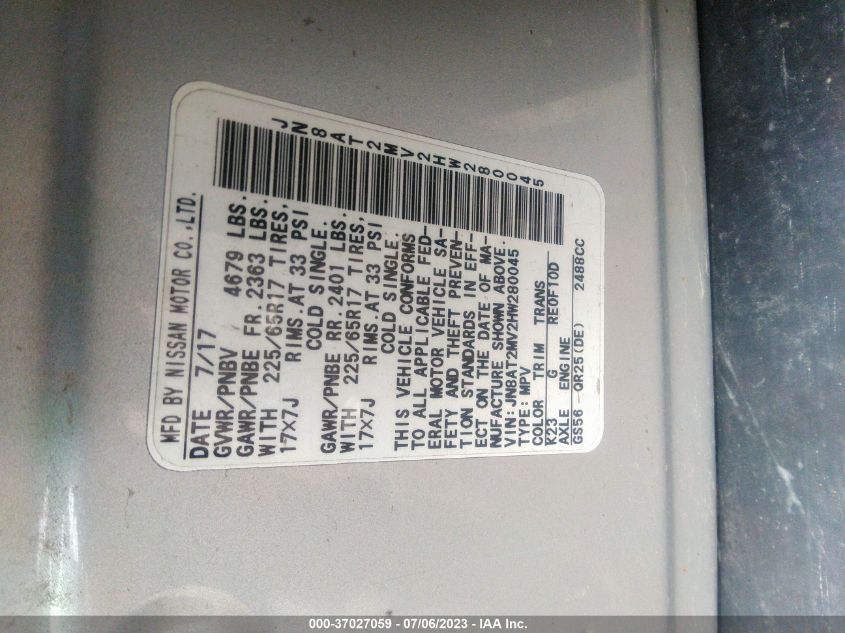 MFD BY NISSAN MOTOR CO.,LTD.
DATE 7/17
GVWR/PNBV 4679 LBS.
GAWR/PNBE FR. 2363 LBS.
WITH 225/65R17 TIRES,
17X7J RIMS.AT 33 PSI
COLD SINGLE.
GAWR/PNBE RR. 2401 LBS.
WITH 225/65R17 TIRES,
17X7J RIMS.AT 33 PSI
COLD SINGLE.
THIS VEHICLE CONFORMS
TO ALL APPLICABLE FED-
ERAL MOTOR VEHICLE SA-
FETY AND THEFT PREVEN-
TION STANDARDS IN EFF-
ECT ON THE DATE OF MA-
NUFACTURE SHOWN ABOVE.
VIN: JN8AT2MV2HW280045
TYPE: MPV
COLOR TRIM TRANS
K23 G RE0F10D
AXLE ENGINE
GS56 QR25(DE) 2488CC
JN8AT2MV2HW280045
000-37027059 - 07/06/2023 - IAA Inc.